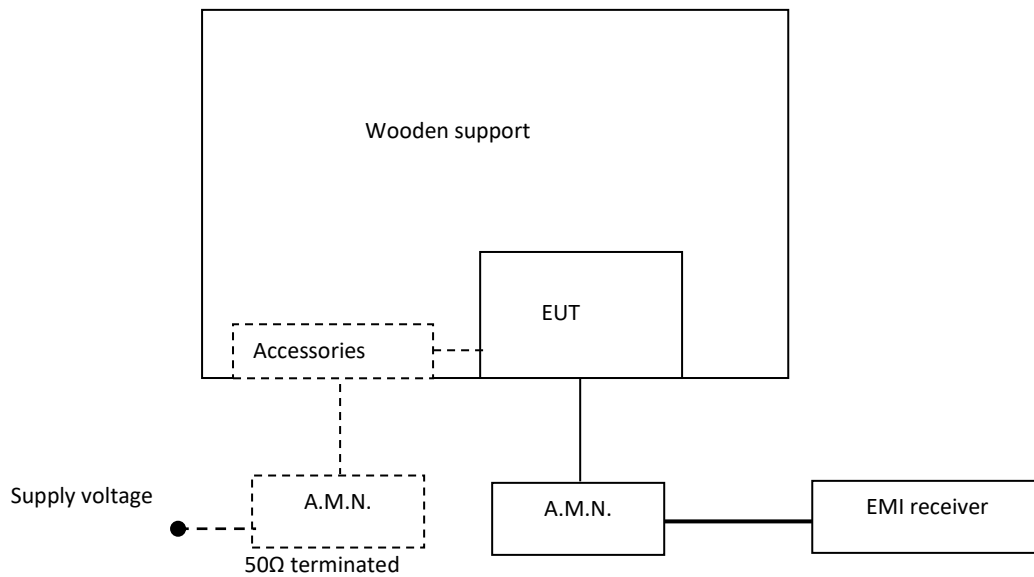 Wooden support
EUT
Accessories
Supply voltage
A.M.N.
A.M.N.
EMI receiver
50Ω terminated